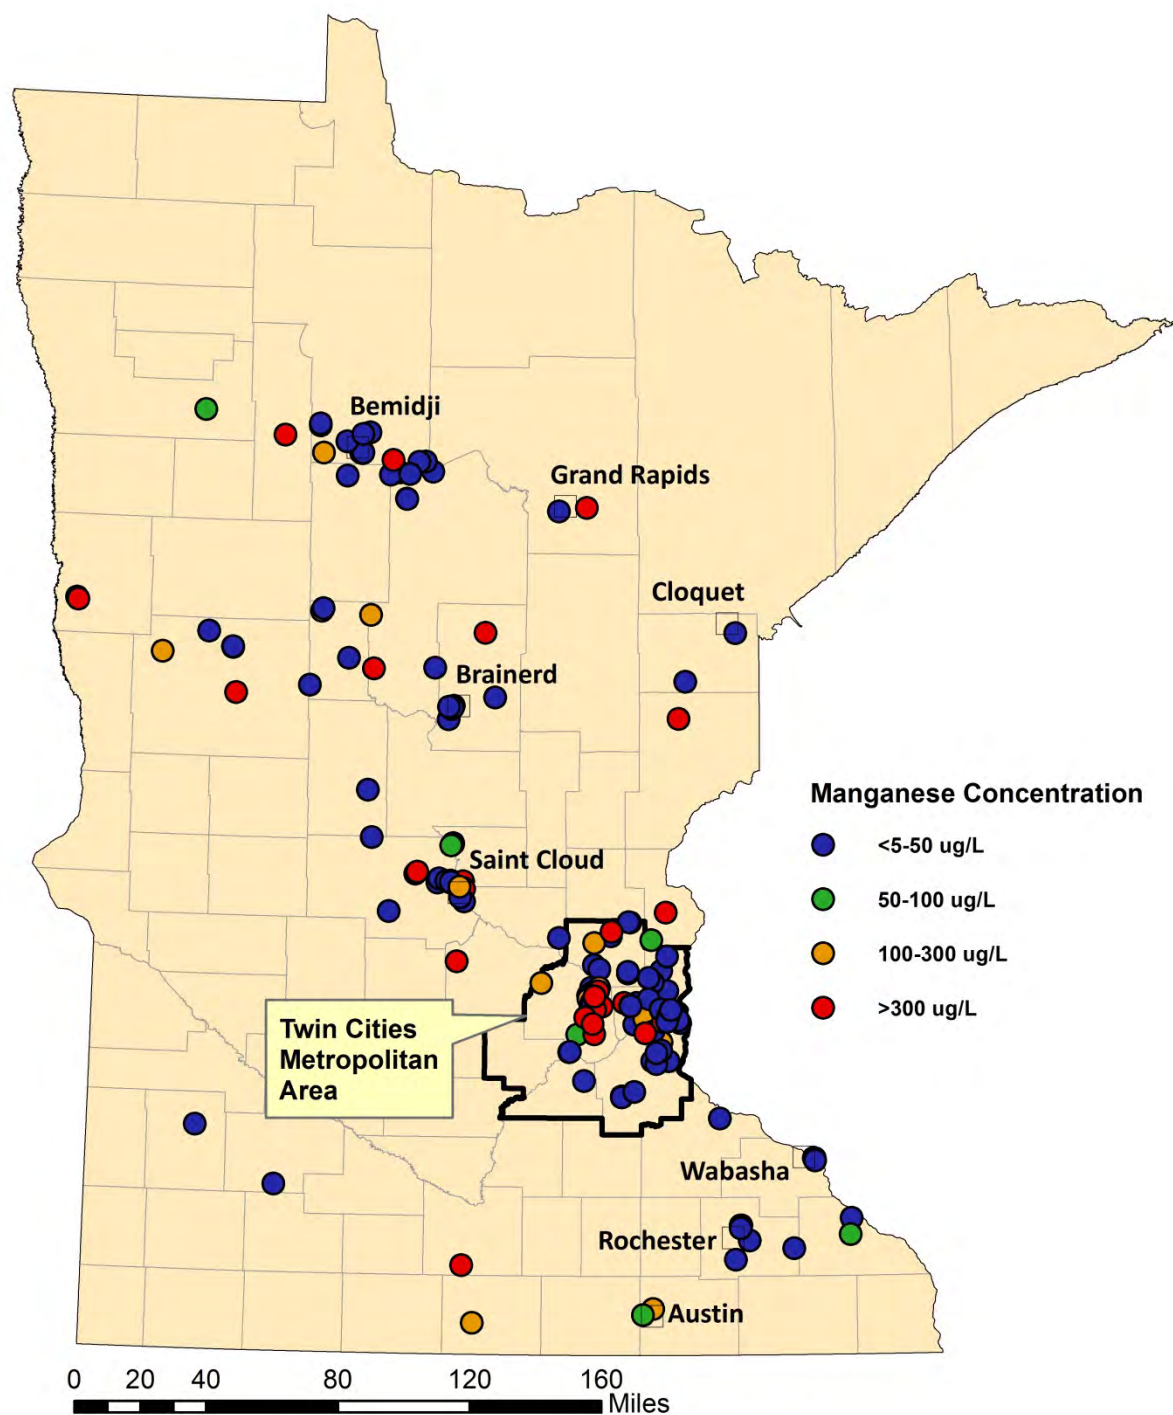 Bemidji
Grand Rapids
Cloquet
Brainerd
Manganese Concentration
<5-50 ug/L
Saint Cloud
50-100 ug/L
100-300 ug/L
>300 ug/L
Twin Cities
Metropolitan
Area
Wabasha
Rochester
Austin
0 20 40 80 120 160
Miles